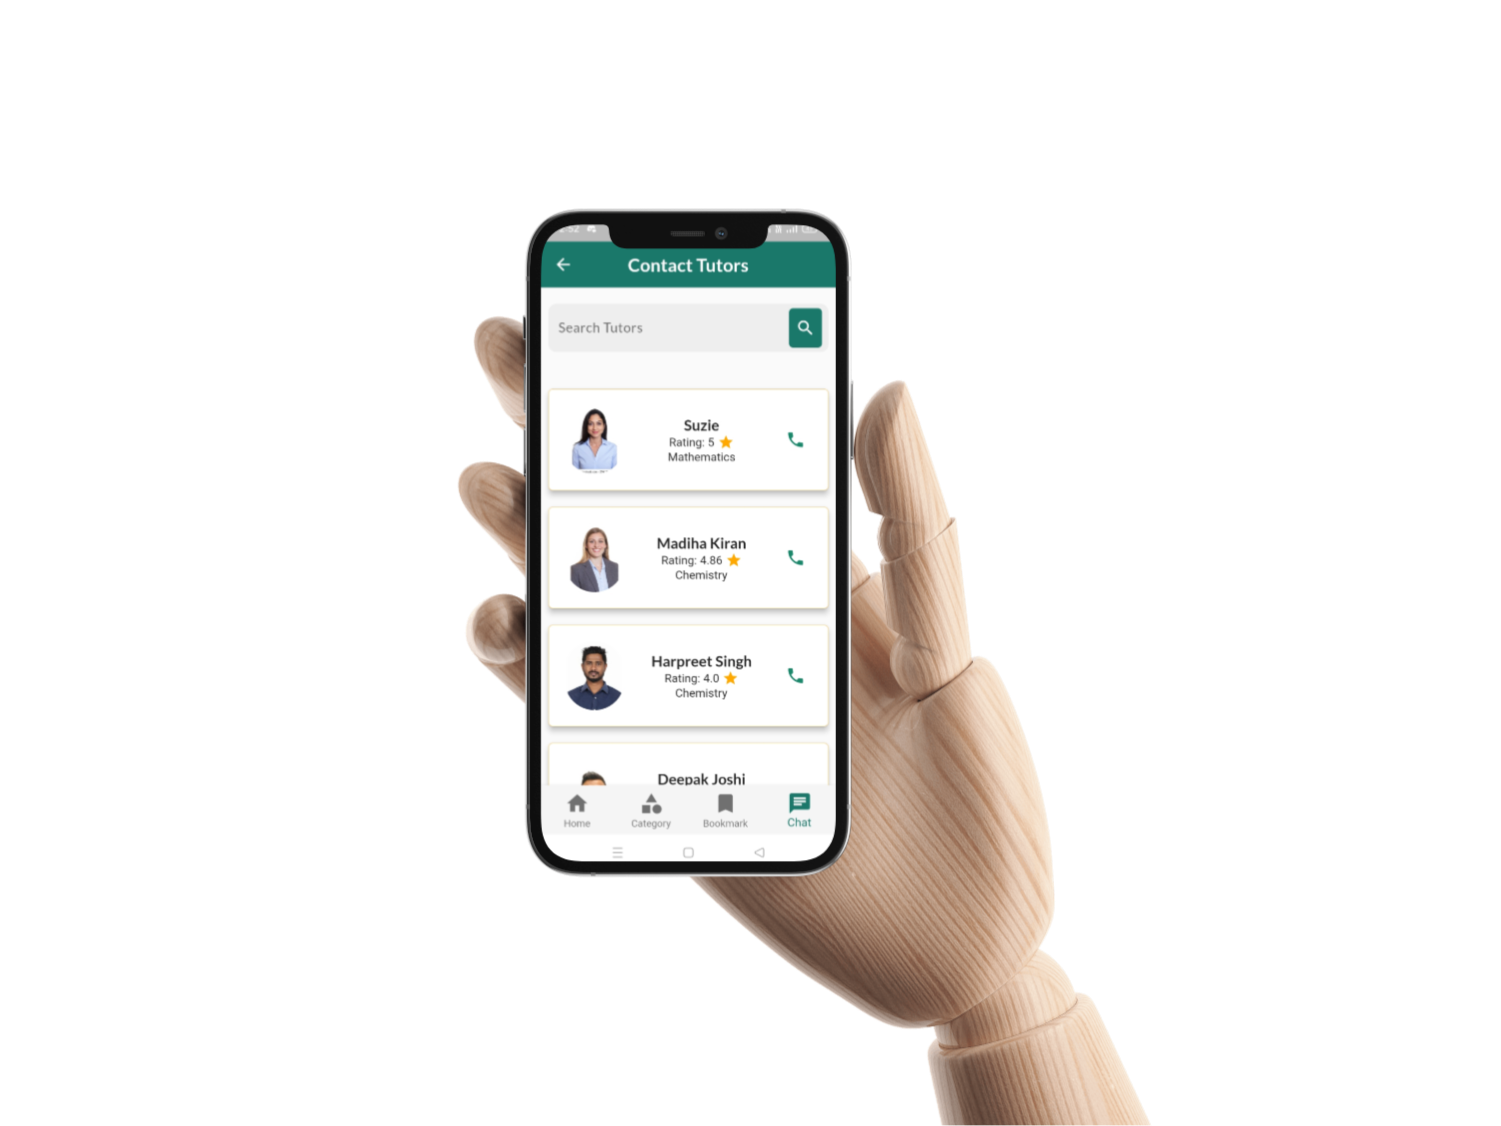 Contact Tutors
Search Tutors
Suzie
Rating: 5
Mathematics
Madiha Kiran
Rating: 4.86
Chemistry
Harpreet Singh
Rating: 4.0
Chemistry
Deepak Joshi
Home
Category
Bookmark
Chat